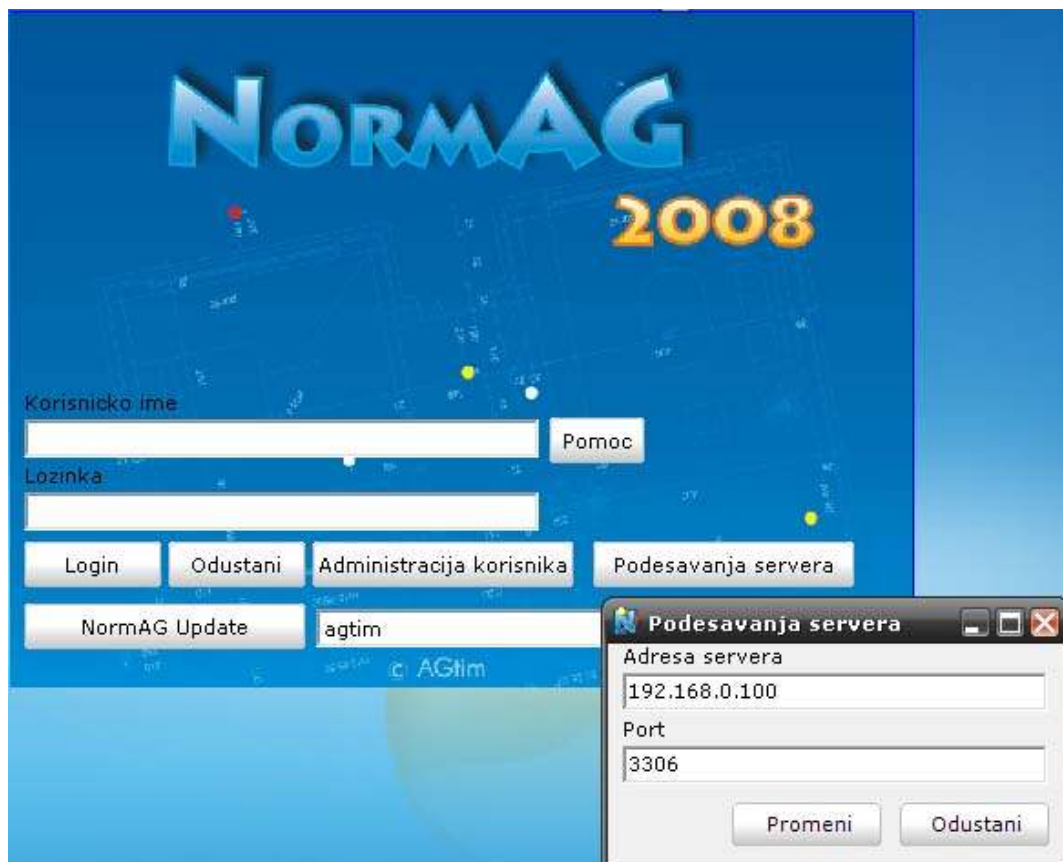 NORMAG
2008
Korisnicko ime
Pomoc
Lozinka
Login Odustani Administracija korisnika Podesavanja servera
NormAG Update agtim
c AGtim
Podesavanja servera
Adresa servera
192.168.0.100
Port
3306
Promeni Odustani